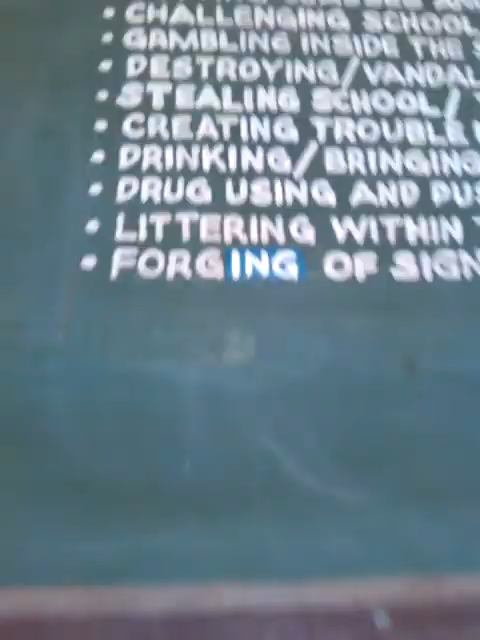 • CHALLENGING SCHOOL
• GAMBLING INSIDE THE
• DESTROYING/VANDAL
• STEALING SCHOOL/
• CREATING TROUBLE
• DRINKING/BRINGING
• DRUG USING AND PUS
• LITTERING WITHIN
• FORGING OF SIGN